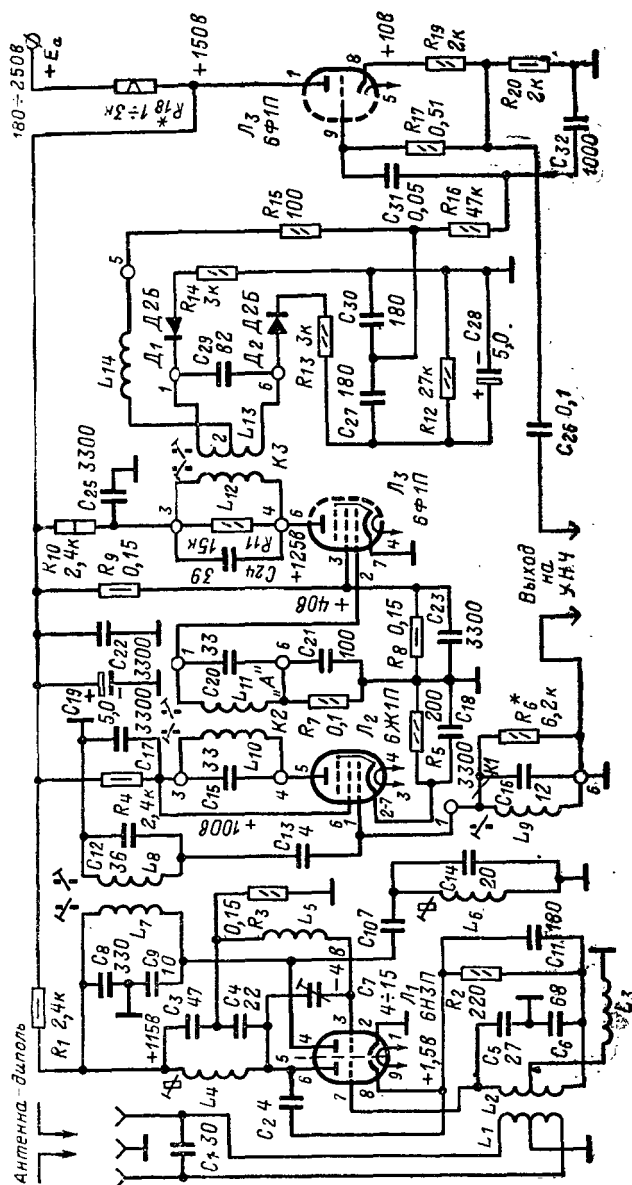 Антенна-диполь
180÷250В
+Eа
R1 2,4к
C1 30
L1
L2
L3
C2 4
L4
C3
47
C4
22
+115В
C8
330
C9
10
L7
0,15
R3
L5
В
C7
4÷15
Л1
6Н3П
+1,5В
R2
220
C5
27
C6
68
C11
180
C10 7
L6
C14
20
C12
36
L8
R4
2,4к
C13
4
+100В
C17
3300
C19
5,0
C22
3300
C15
33
L10
К2
L11
„А“
C20
33
C21
100
R7
0,1
Л2
6Ж1П
R5
200
C18
3300
К1
C16
12
L9
R6*
6,2к
R8 0,15
C23
3300
+40В
R9
0,15
R10
2,4к
C25 3300
C24
39
R11
15к
L12
К3
+125В
Л3
6Ф1П
L13
L14
Д1
Д2Б
Д2
Д2Б
C29
82
R14
3к
R13
3к
C27
180
C30
180
R12
27к
C28
5,0
R15
100
R16
47к
C31
0,05
R17
0,51
C32
1000
R18 1÷3к
*
+150В
Л3
6Ф1П
+10В
R19
2к
R20
2к
C26 0,1
Выход
на
УНЧ